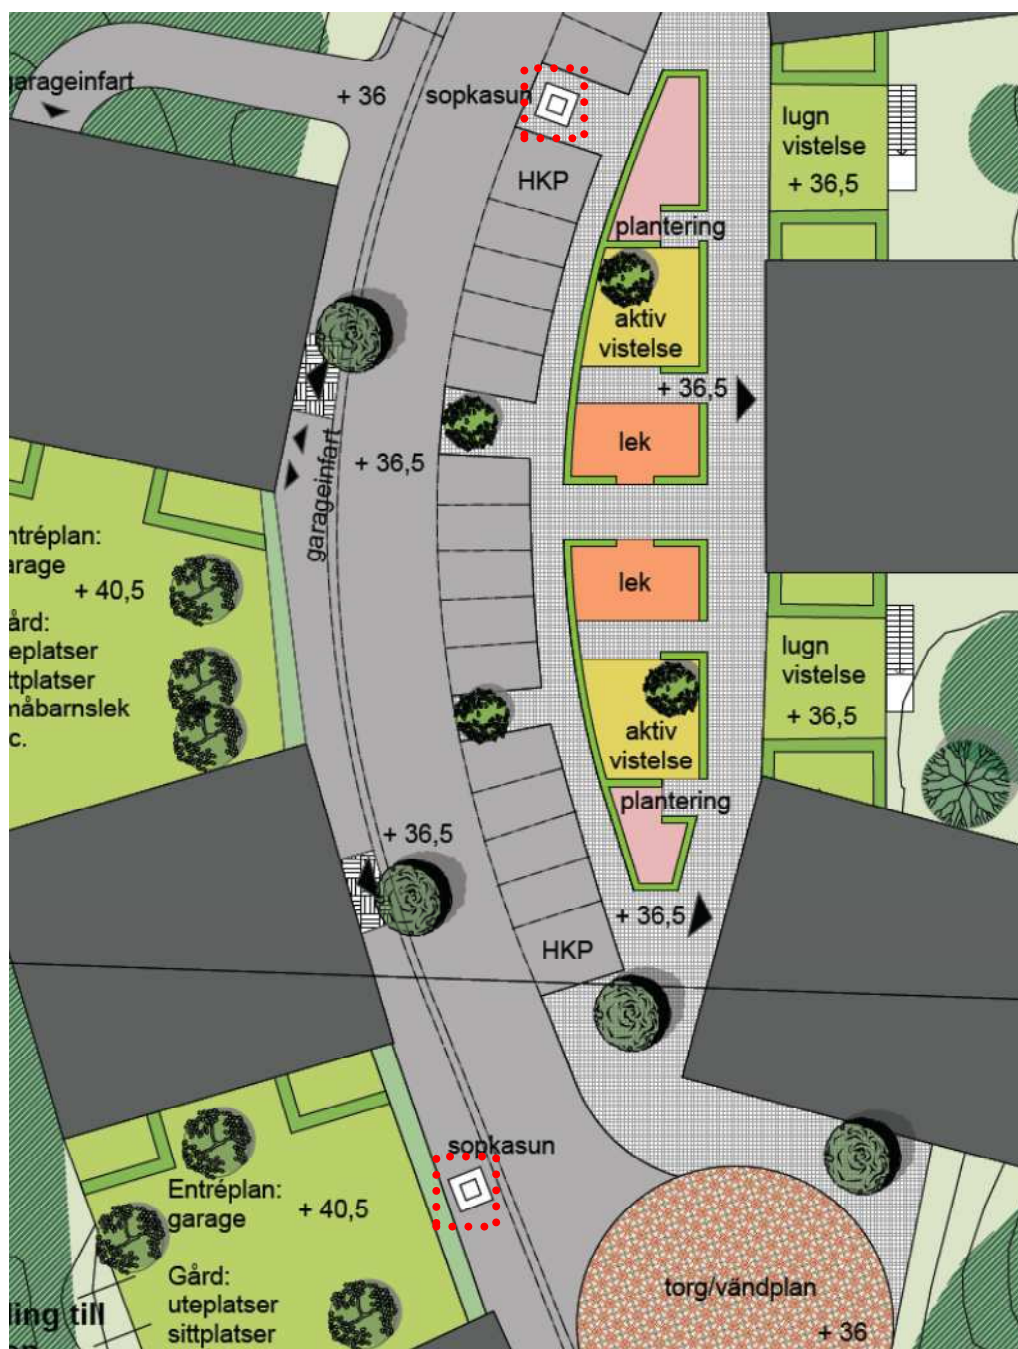 garageinfart
+ 36
sopkasun
HKP
lugn
vistelse
+ 36,5
plantering
aktiv
vistelse
+ 36,5
garageinfart
+ 36,5
lek
ntréplan:
arage
+ 40,5
ård:
eplatser
ttplatser
måbarnslek
c.
lek
lugn
vistelse
+ 36,5
aktiv
vistelse
plantering
+ 36,5
+ 36,5
HKP
sopkasun
Entréplan:
garage
+ 40,5
Gård:
uteplatser
sittplatser
ling till
torg/vändplan
+ 36